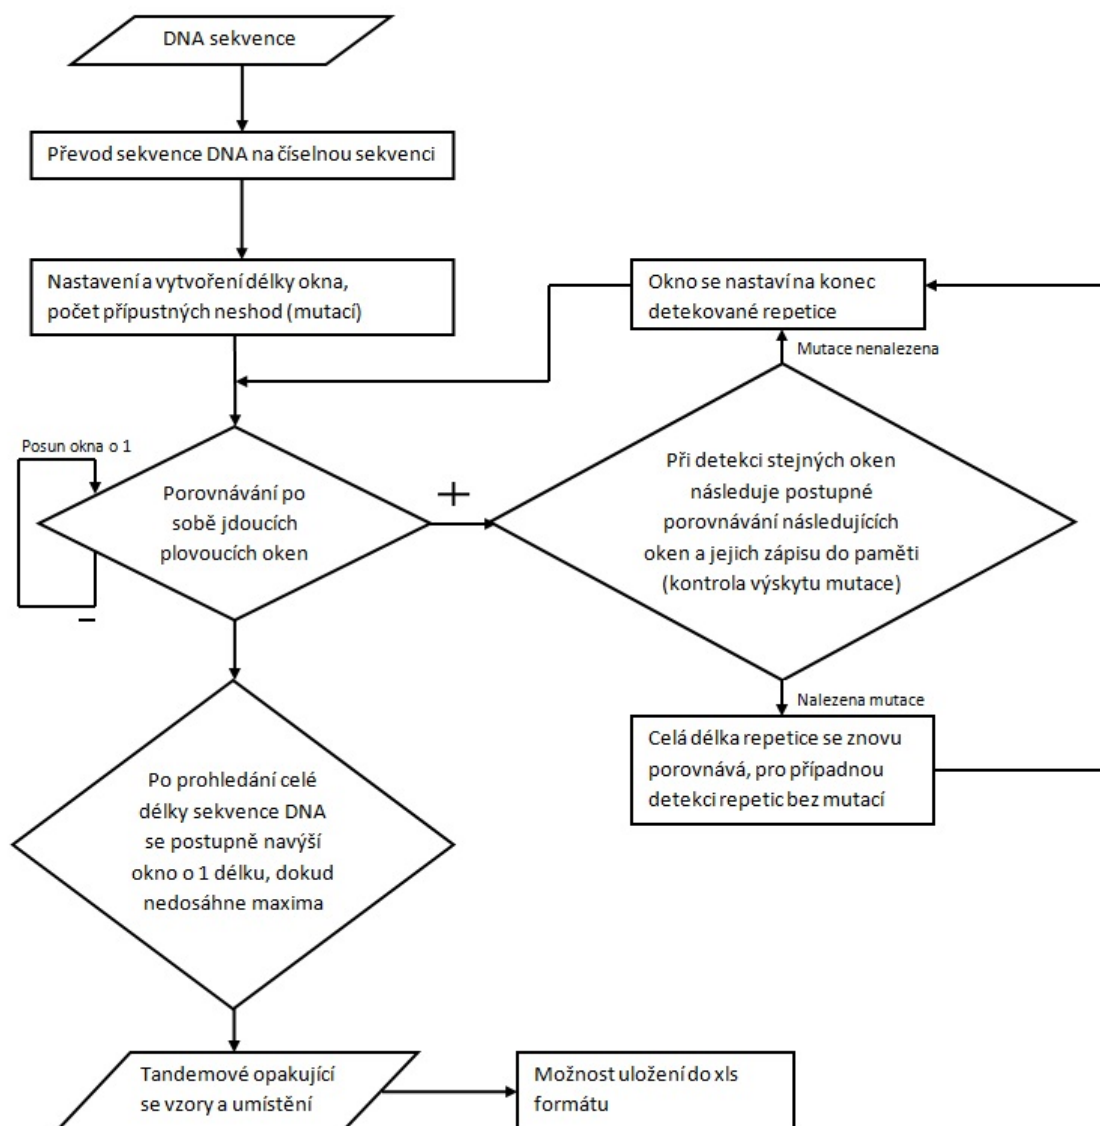 DNA sekvence
Převod sekvence DNA na číselnou sekvenci
Nastavení a vytvoření délky okna,
počet přípustných neshod (mutací)
Okno se nastaví na konec
detekované repetice
Mutace nenalezena
Posun okna o 1
Porovnávání po
sobě jdoucích
plovoucích oken
+
–
Při detekci stejných oken
následuje postupné
porovnávání následujících
oken a jejich zápisu do paměti
(kontrola výskytu mutace)
Nalezena mutace
Celá délka repetice se znovu
porovnává, pro případnou
detekci repetic bez mutací
Po prohledání celé
délky sekvence DNA
se postupně navýší
okno o 1 délku, dokud
nedosáhne maxima
Tandemové opakující
se vzory a umístění
Možnost uložení do xls
formátu